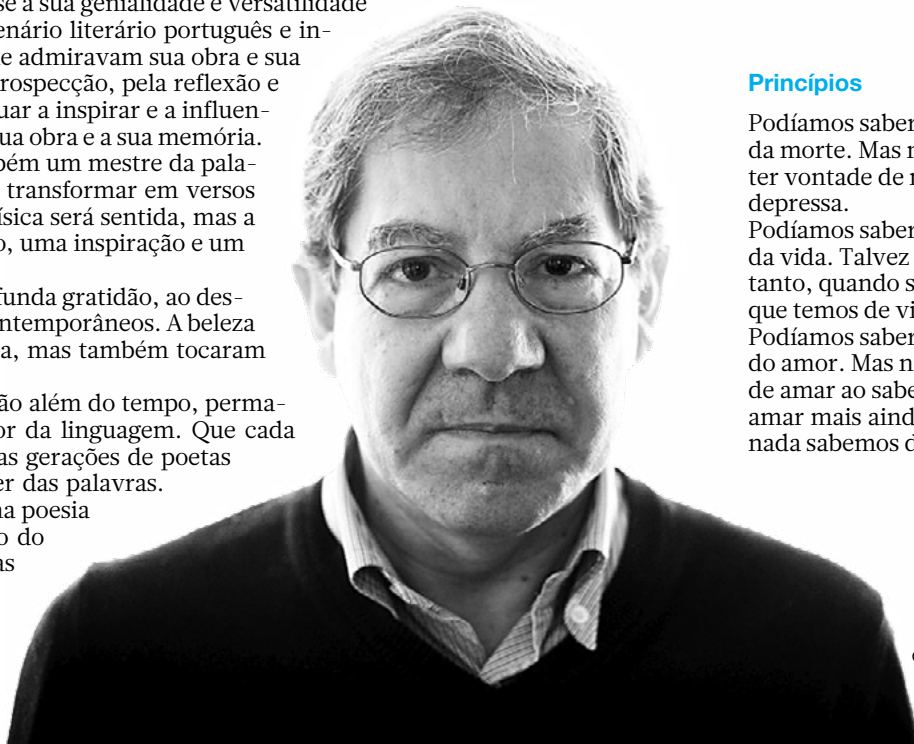 se a sua genialidade e versatilidade
enário literário português e in-
e admiravam sua obra e sua
rospecção, pela reflexão e
uar a inspirar e a influen-
ua obra e a sua memória.
bém um mestre da pala-
transformar em versos
ísica será sentida, mas a
o, uma inspiração e um
funda gratidão, ao des-
ntemporâneos. A beleza
a, mas também tocaram
ão além do tempo, perma-
or da linguagem. Que cada
as gerações de poetas
er das palavras.
na poesia
o do
as
Princípios
Podíamos saber
da morte. Mas n
ter vontade de m
depressa.
Podíamos saber
da vida. Talvez
tanto, quando s
que temos de vi
Podíamos saber
do amor. Mas n
de amar ao sabe
amar mais aind
nada sabemos d